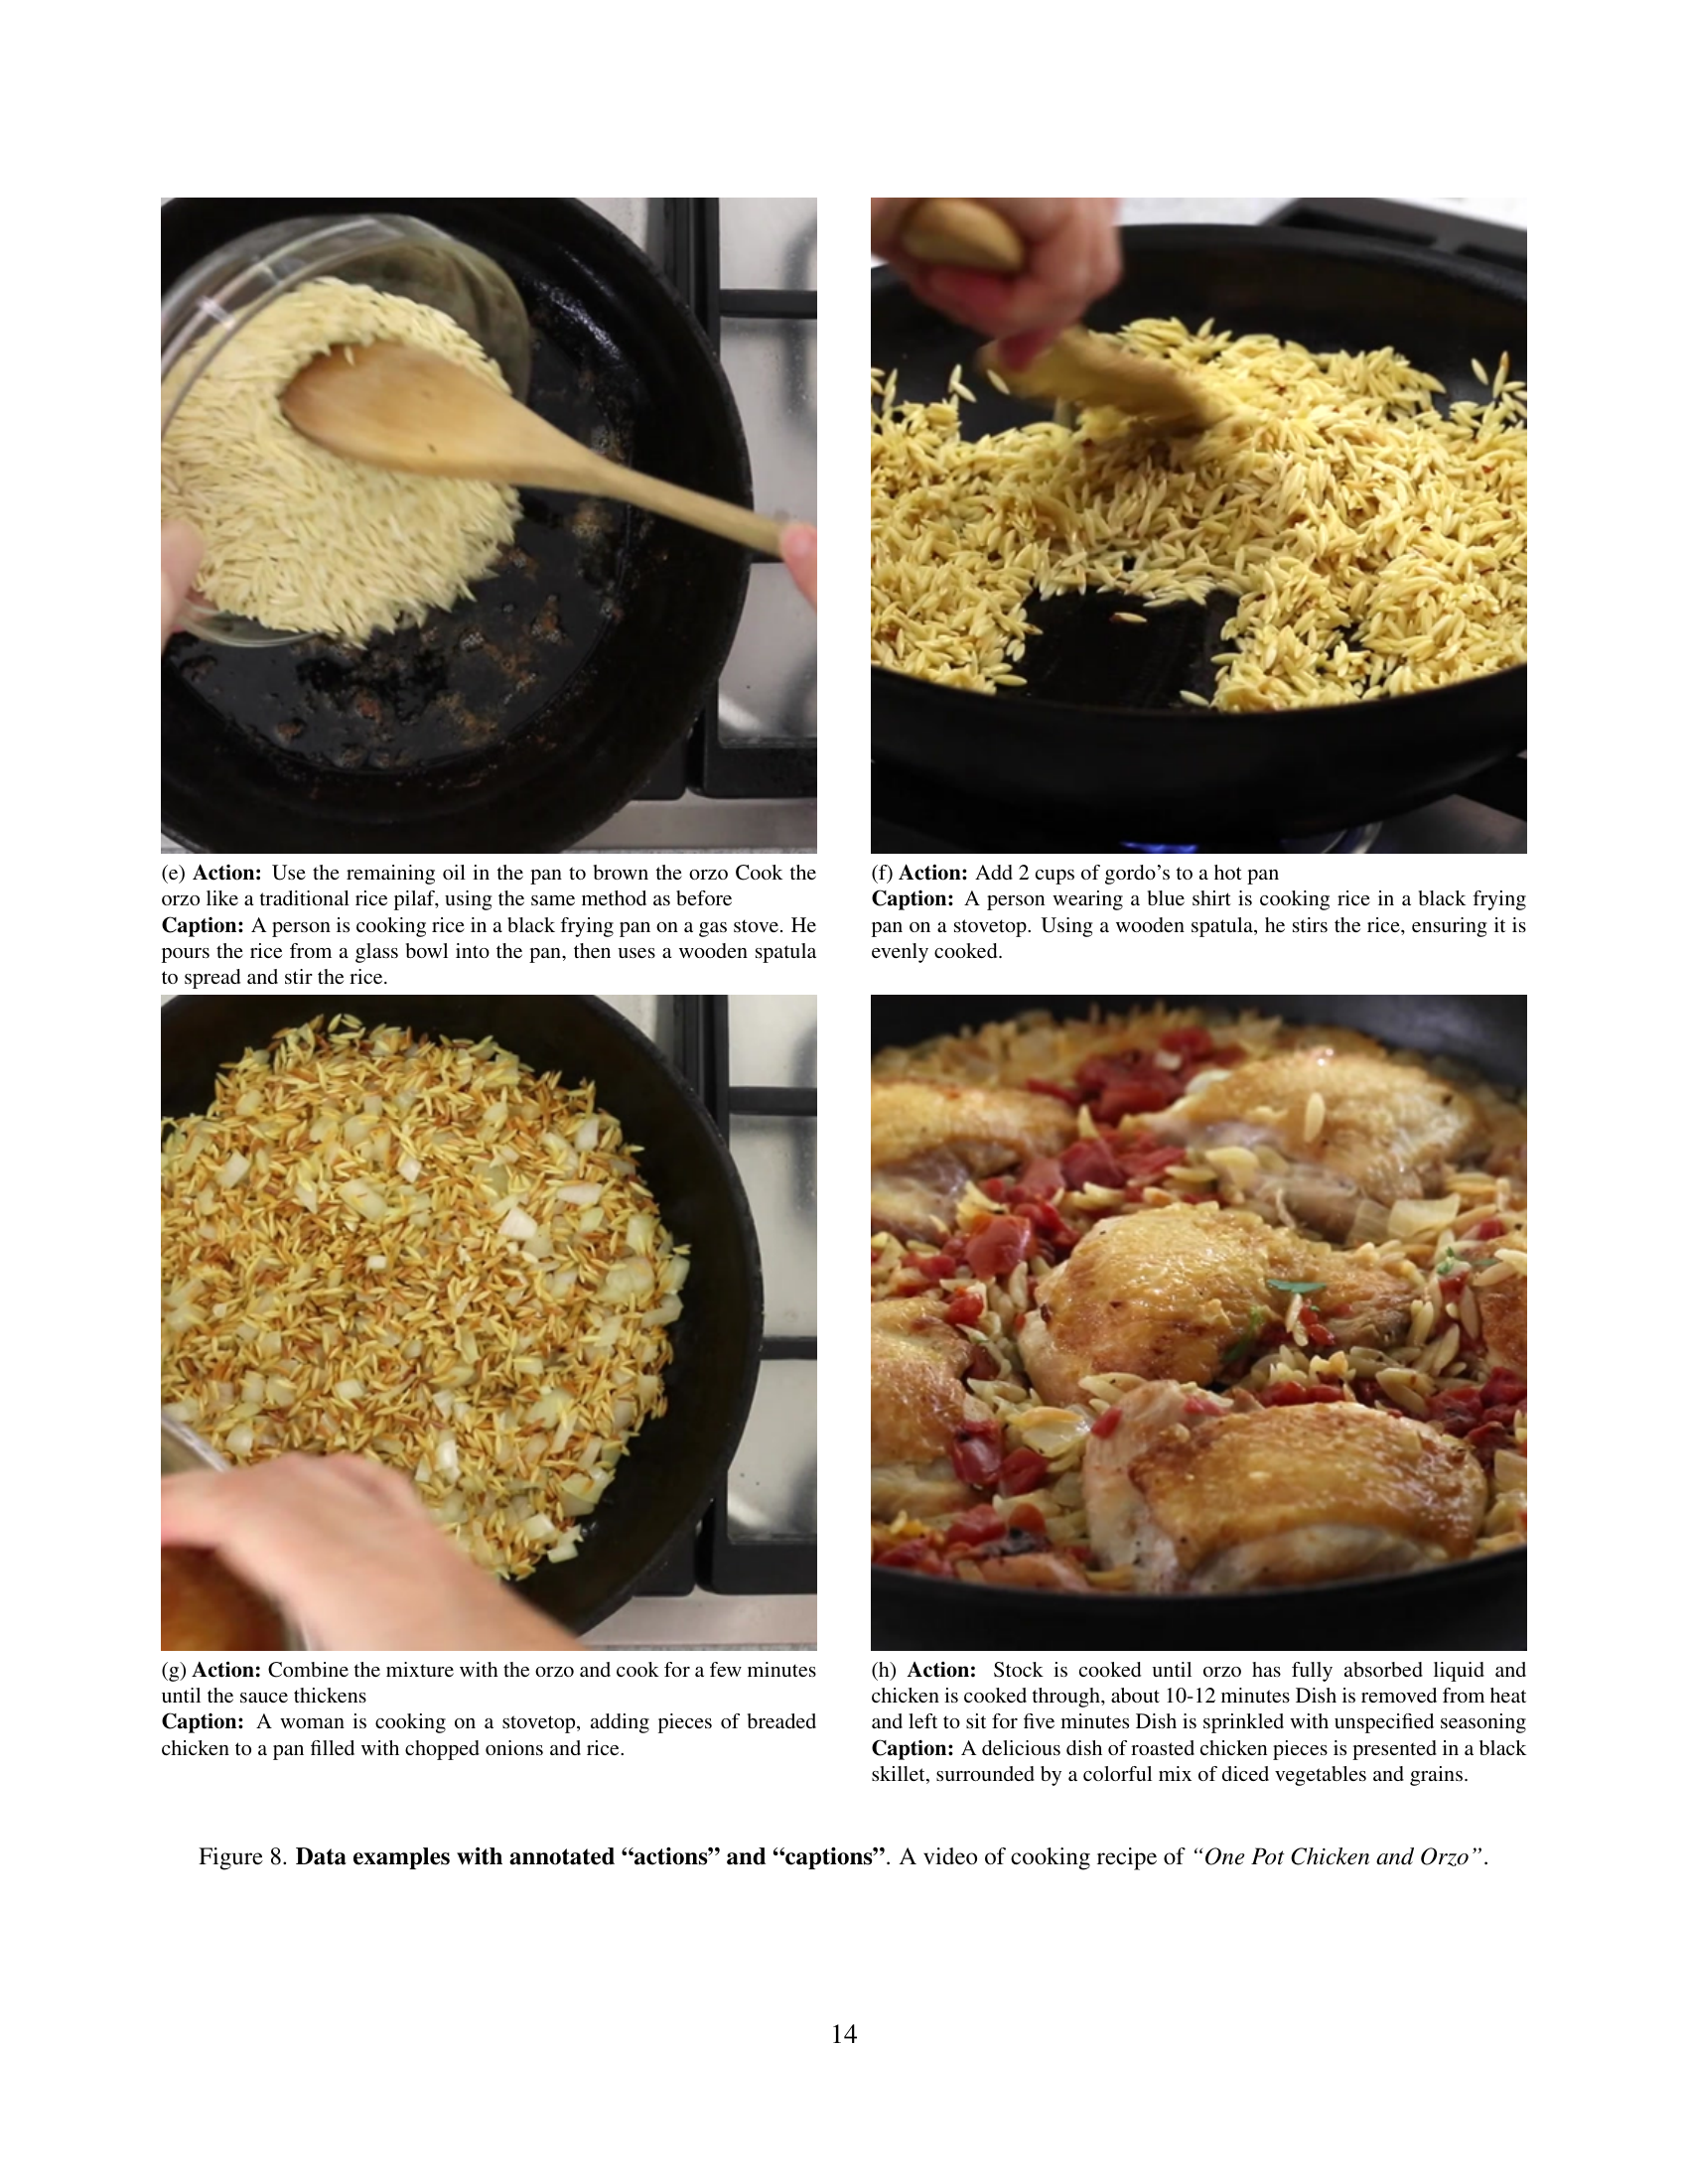 (e) Action: Use the remaining oil in the pan to brown the orzo Cook the
orzo like a traditional rice pilaf, using the same method as before
Caption: A person is cooking rice in a black frying pan on a gas stove. He
pours the rice from a glass bowl into the pan, then uses a wooden spatula
to spread and stir the rice.
(f) Action: Add 2 cups of gordo’s to a hot pan
Caption: A person wearing a blue shirt is cooking rice in a black frying
pan on a stovetop. Using a wooden spatula, he stirs the rice, ensuring it is
evenly cooked.
(g) Action: Combine the mixture with the orzo and cook for a few minutes
until the sauce thickens
Caption: A woman is cooking on a stovetop, adding pieces of breaded
chicken to a pan filled with chopped onions and rice.
(h) Action: Stock is cooked until orzo has fully absorbed liquid and
chicken is cooked through, about 10-12 minutes Dish is removed from heat
and left to sit for five minutes Dish is sprinkled with unspecified seasoning
Caption: A delicious dish of roasted chicken pieces is presented in a black
skillet, surrounded by a colorful mix of diced vegetables and grains.
Figure 8. Data examples with annotated “actions” and “captions”. A video of cooking recipe of “One Pot Chicken and Orzo”.
14